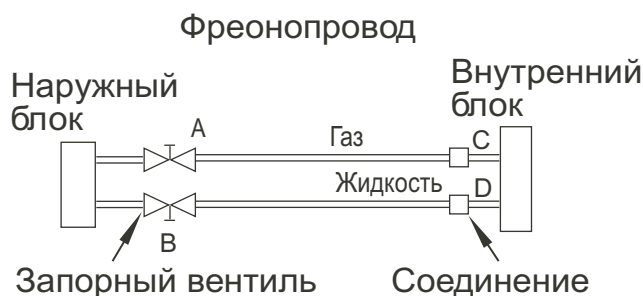 Фреонопровод
Наружный
блок
Внутренний
блок
A
Газ
C
Жидкость
D
B
Запорный вентиль
Соединение